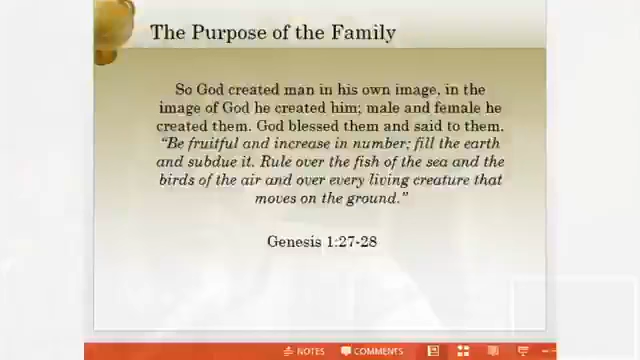 The Purpose of the Family
So God created man in his own image, in the
image of God he created him; male and female he
created them. God blessed them and said to them.
“Be fruitful and increase in number; fill the earth
and subdue it. Rule over the fish of the sea and the
birds of the air and over every living creature that
moves on the ground.”
Genesis 1:27-28
NOTES COMMENTS